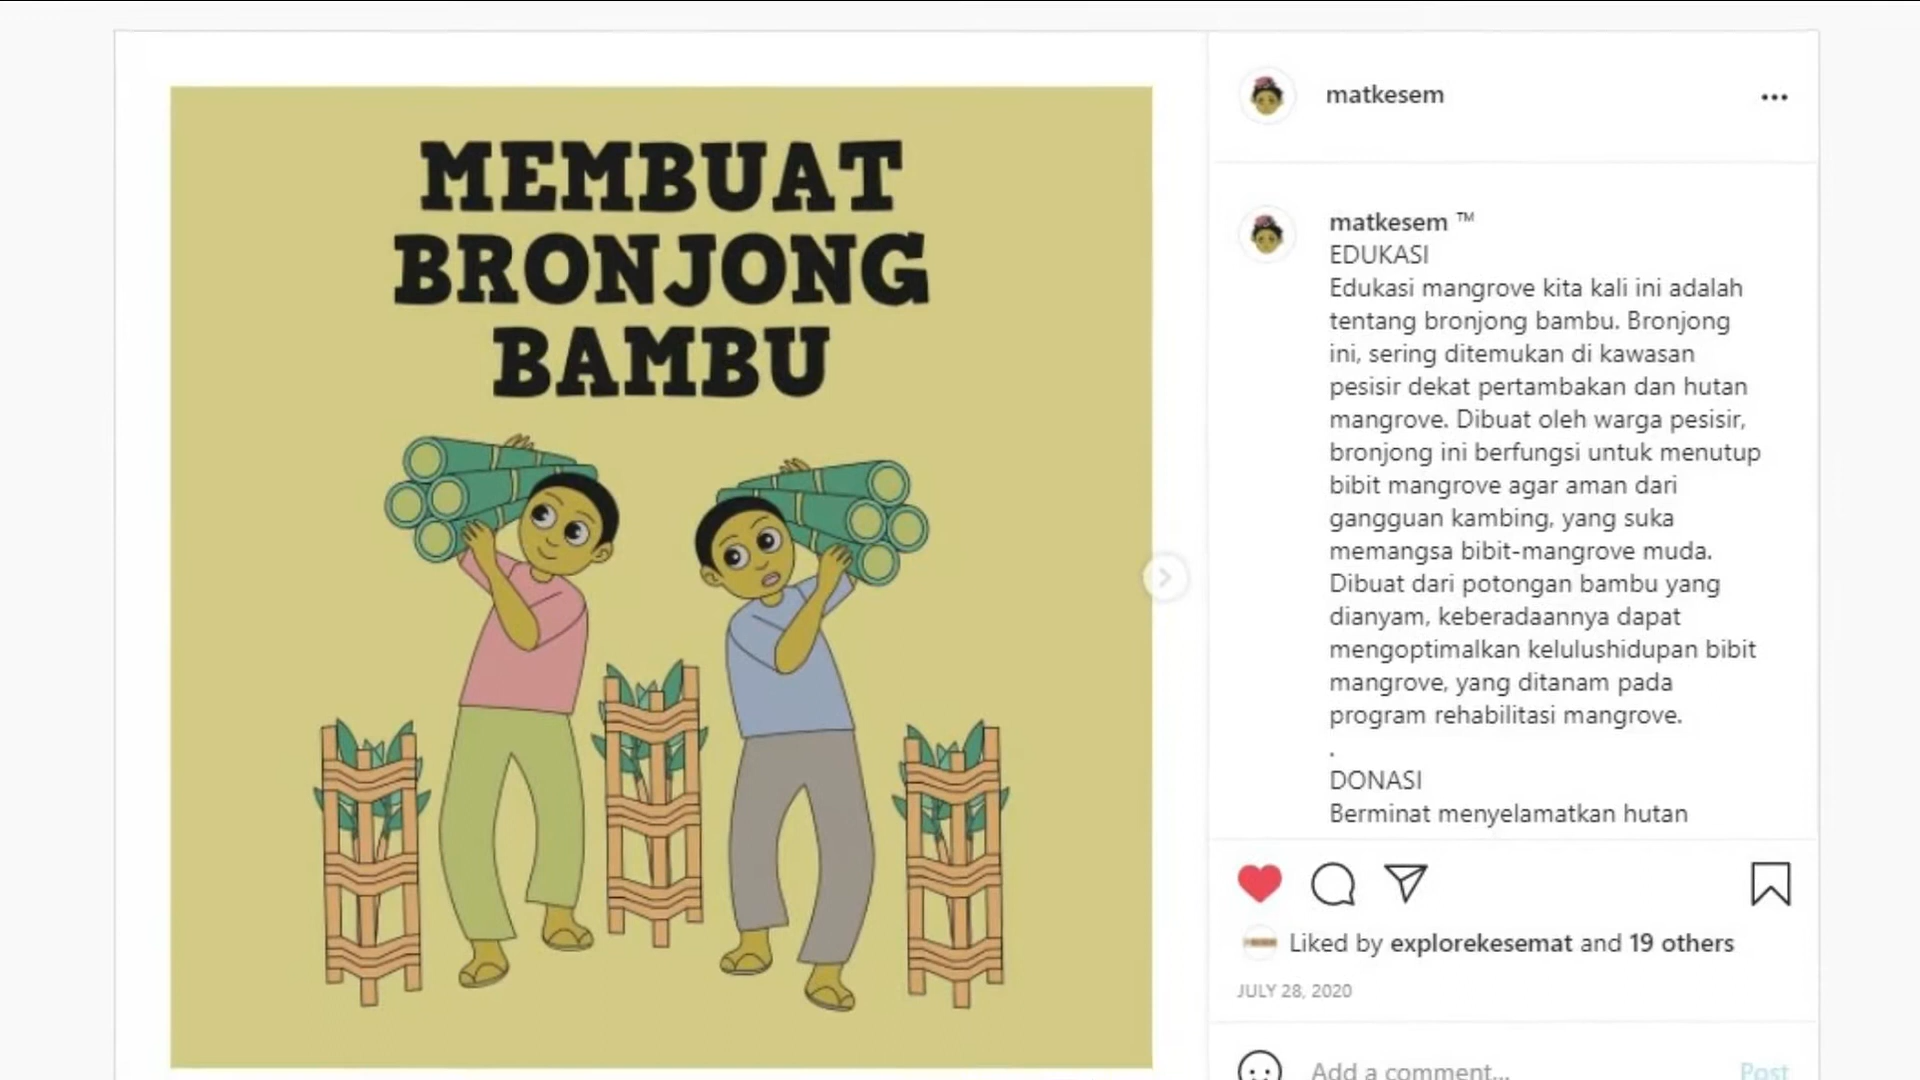 MEMBUAT
BRONJONG
BAMBU
matkesem
matkesem ™
EDUKASI
Edukasi mangrove kita kali ini adalah
tentang bronjong bambu. Bronjong
ini, sering ditemukan di kawasan
pesisir dekat pertambakan dan hutan
mangrove. Dibuat oleh warga pesisir,
bronjong ini berfungsi untuk menutup
bibit mangrove agar aman dari
gangguan kambing, yang suka
memangsa bibit-mangrove muda.
Dibuat dari potongan bambu yang
dianyam, keberadaannya dapat
mengoptimalkan kelulushidupan bibit
mangrove, yang ditanam pada
program rehabilitasi mangrove.
.
DONASI
Berminat menyelamatkan hutan
Liked by explorekesemat and 19 others
JULY 28, 2020
Add a comment...
Post